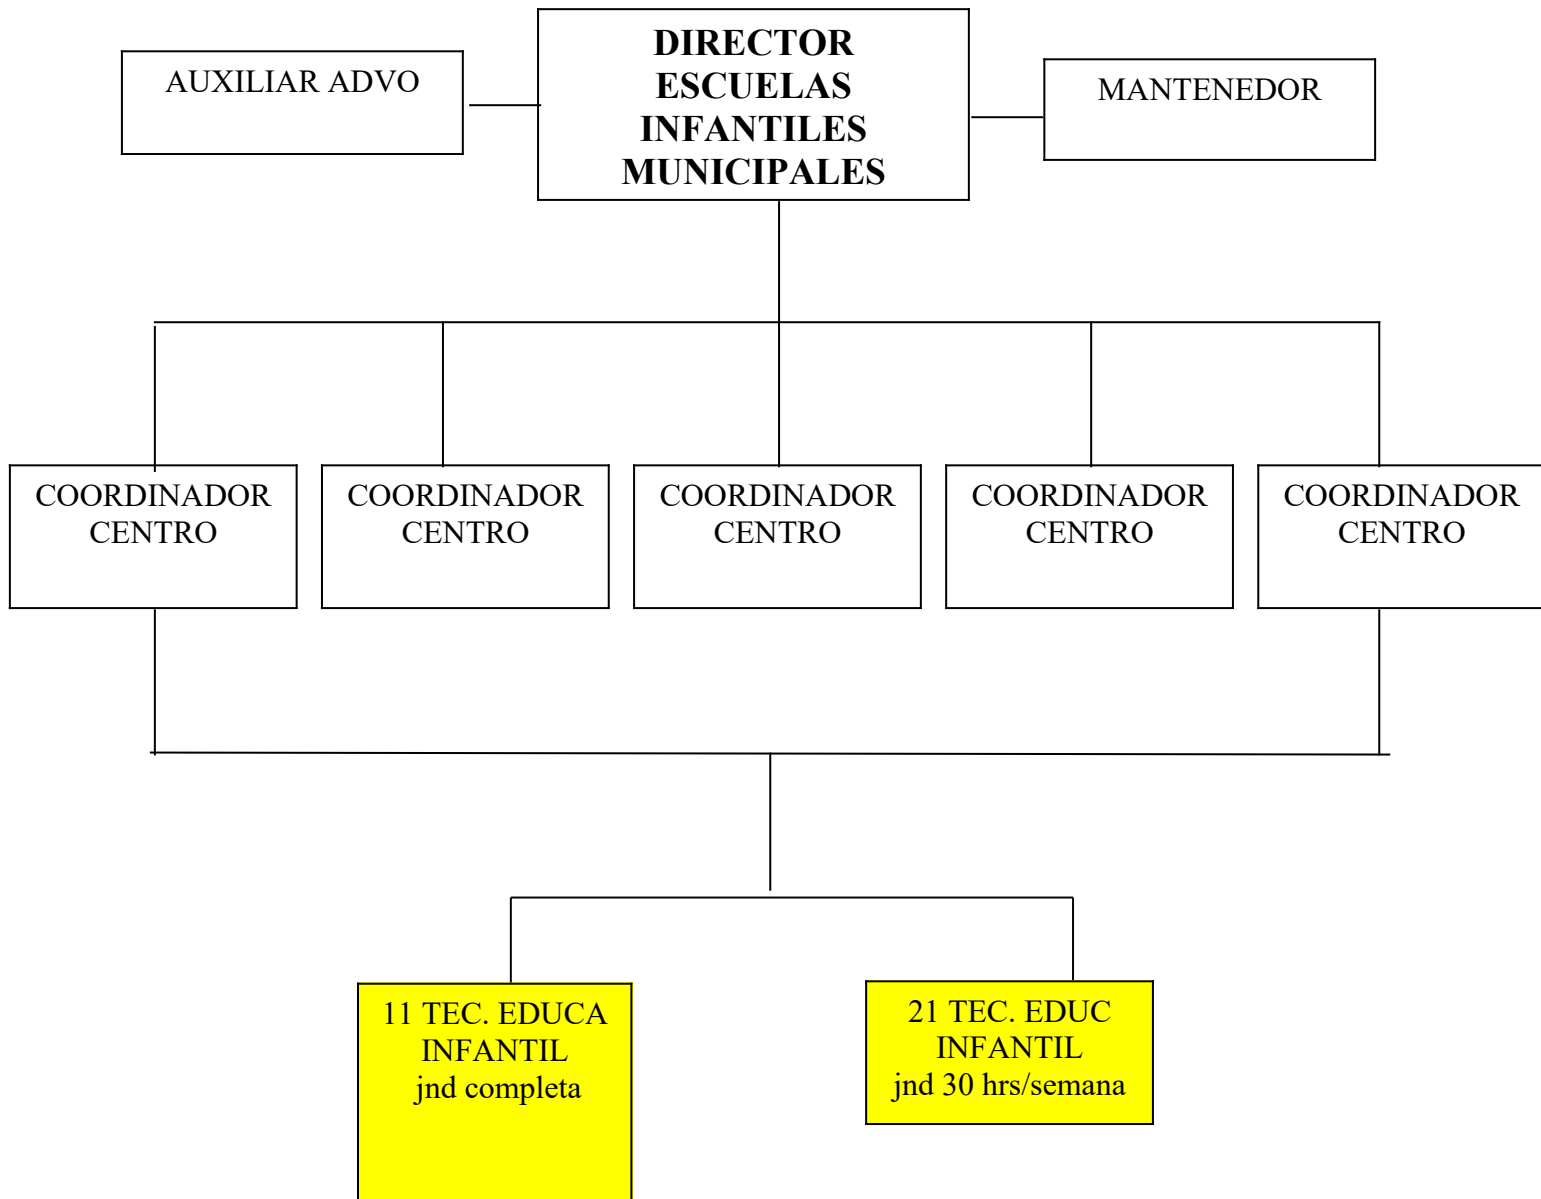 AUXILIAR ADVO
DIRECTOR
ESCUELAS
INFANTILES
MUNICIPALES
MANTENEDOR
COORDINADOR
CENTRO
COORDINADOR
CENTRO
COORDINADOR
CENTRO
COORDINADOR
CENTRO
COORDINADOR
CENTRO
11 TEC. EDUCA
INFANTIL
jnd completa
21 TEC. EDUC
INFANTIL
jnd 30 hrs/semana